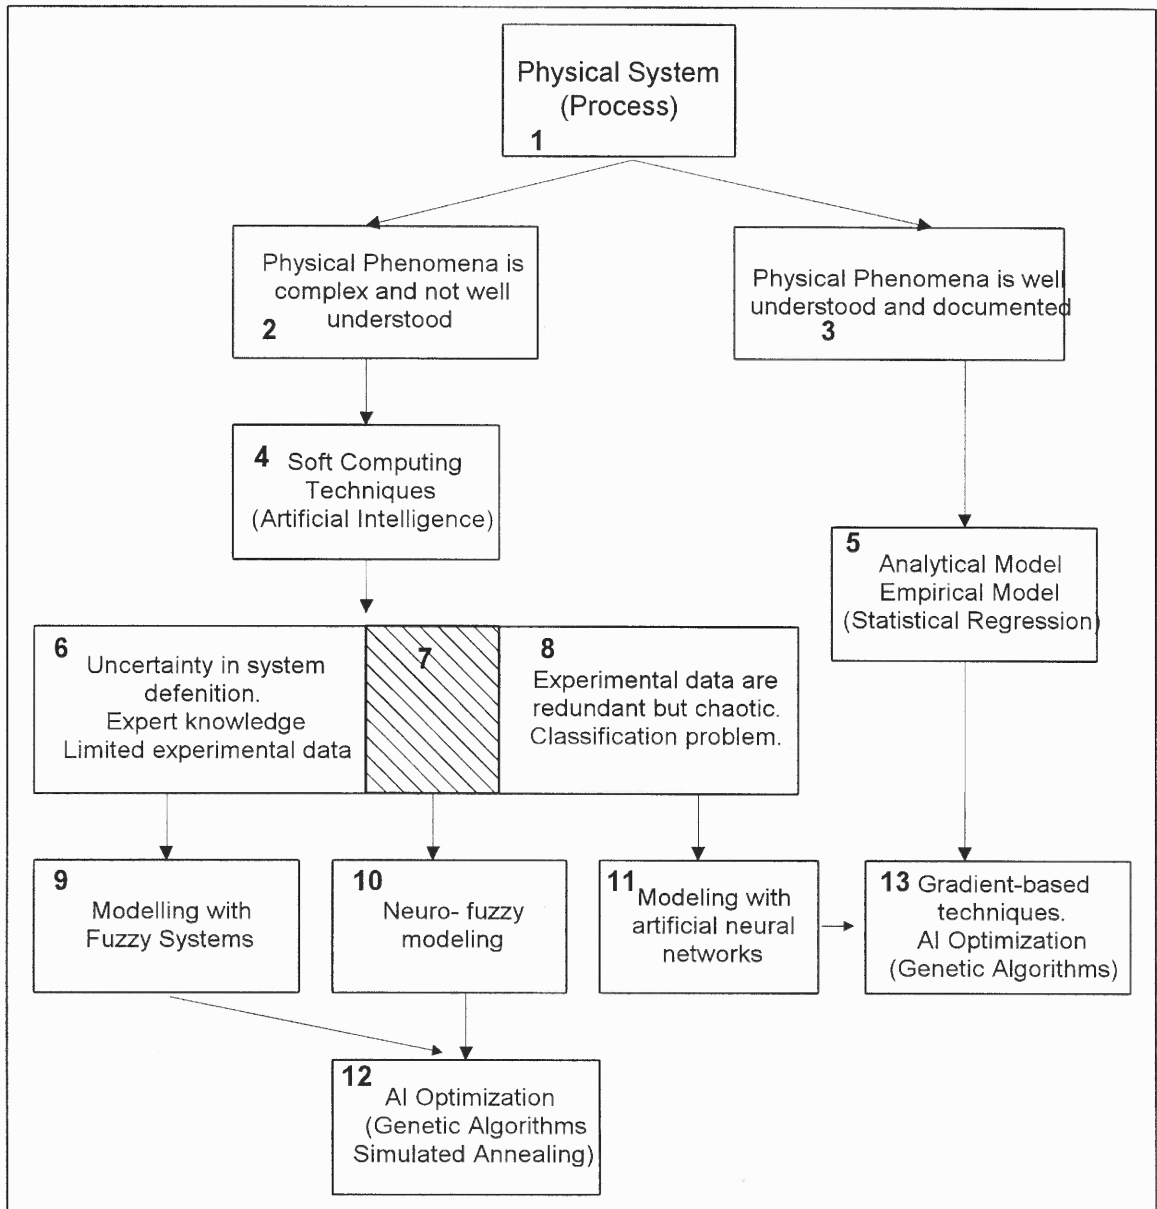 Physical System
(Process)
1
Physical Phenomena is
complex and not well
understood
2
Physical Phenomena is well
understood and documented
3
4
Soft Computing
Techniques
(Artificial Intelligence)
5
Analytical Model
Empirical Model
(Statistical Regression)
6
Uncertainty in system
defenition.
Expert knowledge
Limited experimental data
7
8
Experimental data are
redundant but chaotic.
Classification problem.
9
Modelling with
Fuzzy Systems
10
Neuro- fuzzy
modeling
11
Modeling with
artificial neural
networks
13 Gradient-based
techniques.
AI Optimization
(Genetic Algorithms)
12
AI Optimization
(Genetic Algorithms
Simulated Annealing)